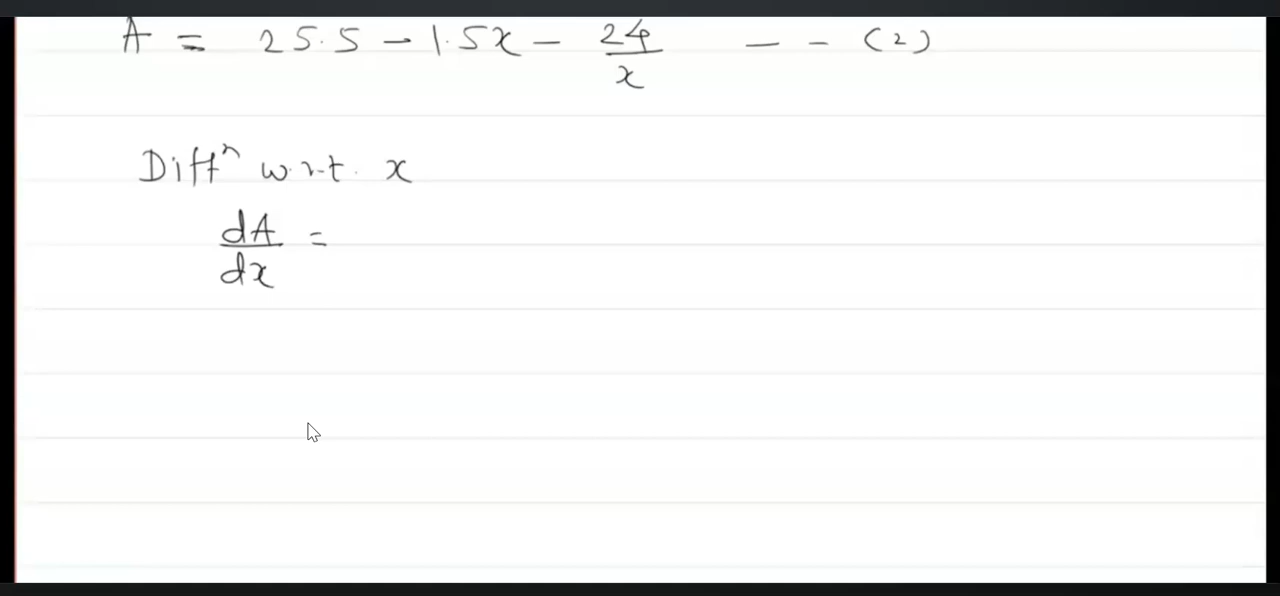 A = 25.5 - 1.5x - 24/x - - (2)
Diffⁿ w.r.t. x
dA/dx =